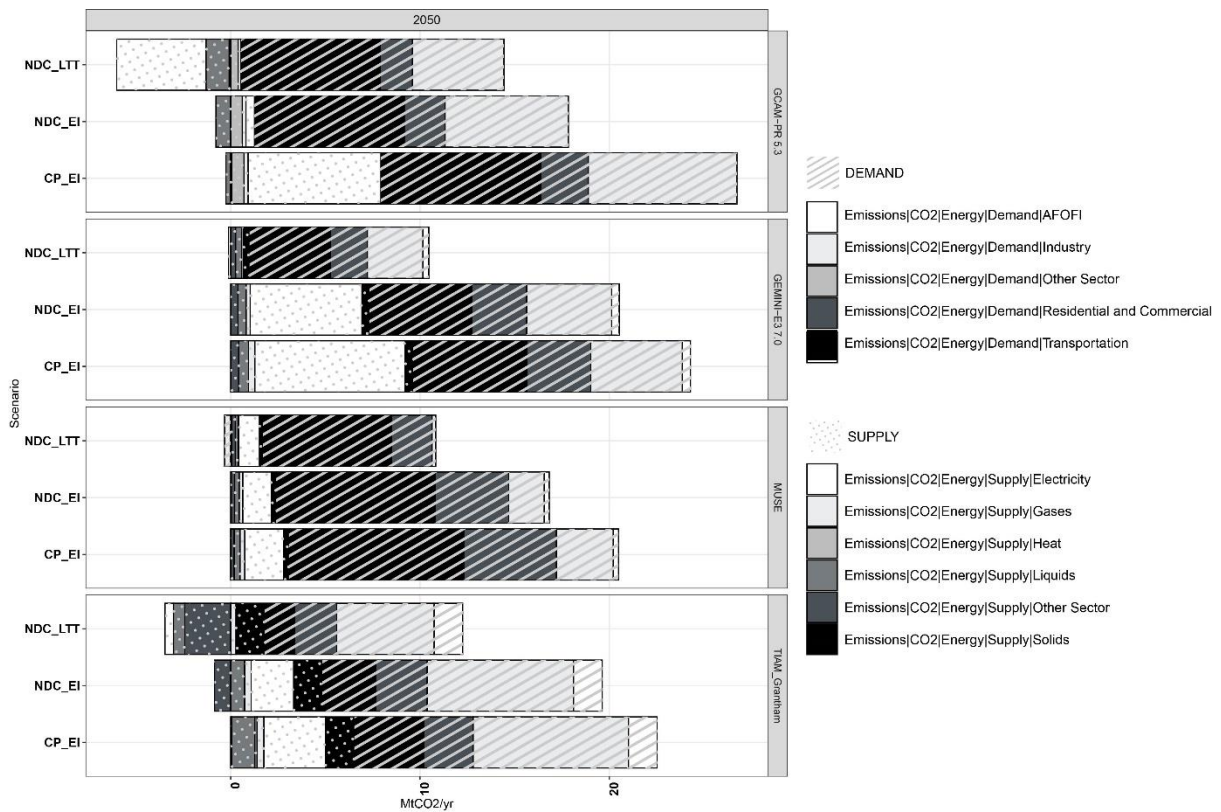 2050
NDC_LTT
NDC_EI
CP_EI
GCAM-PR 5.3
NDC_LTT
NDC_EI
CP_EI
GEMINI-E3 7.0
NDC_LTT
NDC_EI
CP_EI
MUSE
NDC_LTT
NDC_EI
CP_EI
TIAM_Grantham
Scenario
0
10
20
MtCO2/yr
DEMAND
Emissions|CO2|Energy|Demand|AFOFI
Emissions|CO2|Energy|Demand|Industry
Emissions|CO2|Energy|Demand|Other Sector
Emissions|CO2|Energy|Demand|Residential and Commercial
Emissions|CO2|Energy|Demand|Transportation
SUPPLY
Emissions|CO2|Energy|Supply|Electricity
Emissions|CO2|Energy|Supply|Gases
Emissions|CO2|Energy|Supply|Heat
Emissions|CO2|Energy|Supply|Liquids
Emissions|CO2|Energy|Supply|Other Sector
Emissions|CO2|Energy|Supply|Solids